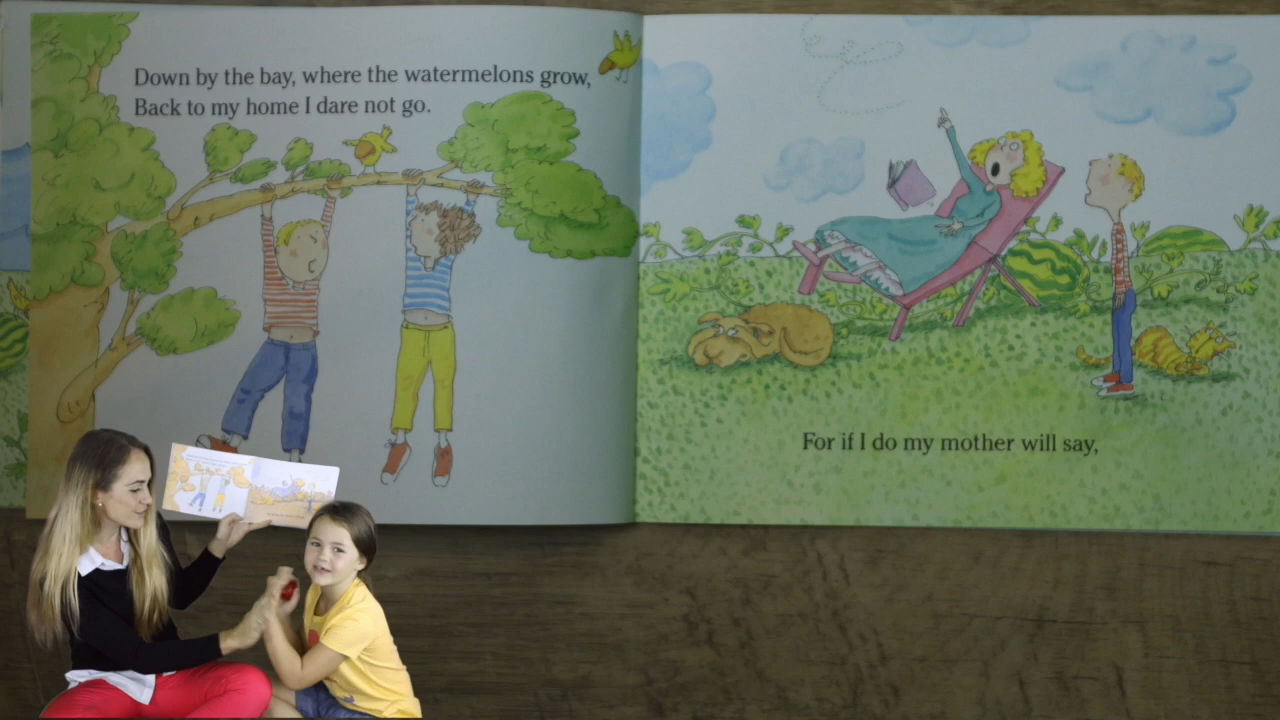 Down by the bay, where the watermelons grow,
Back to my home I dare not go.
For if I do my mother will say,